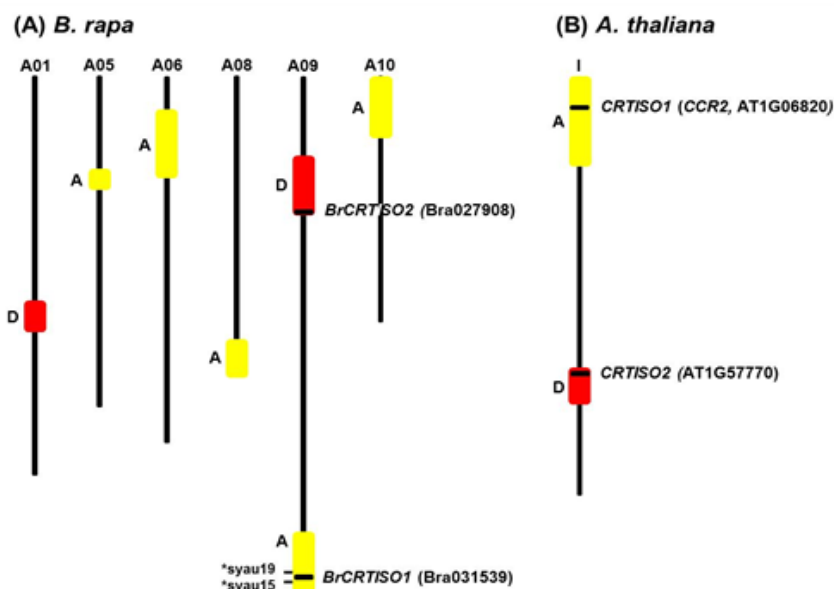 (A) B. rapa
(B) A. thaliana
A01 A05 A06 A08 A09 A10
I
A
CRTISO1 (CCR2, AT1G06820)
A
A
A
D
BrCRTISO2 (Bra027908)
D
A
CRTISO2 (AT1G57770)
D
A
*syau19
BrCRTISO1 (Bra031539)
*syau15